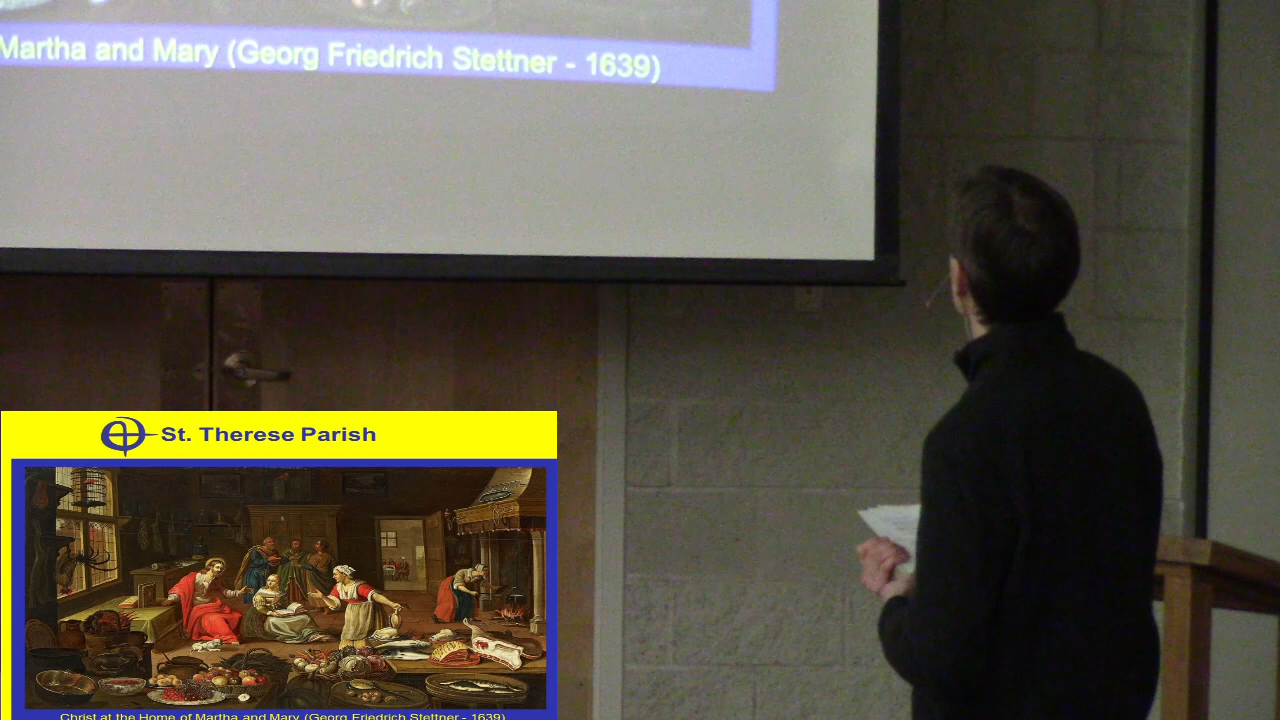 Martha and Mary (Georg Friedrich Stettner - 1639)
St. Therese Parish
Christ at the Home of Martha and Mary (Georg Friedrich Stettner - 1639)